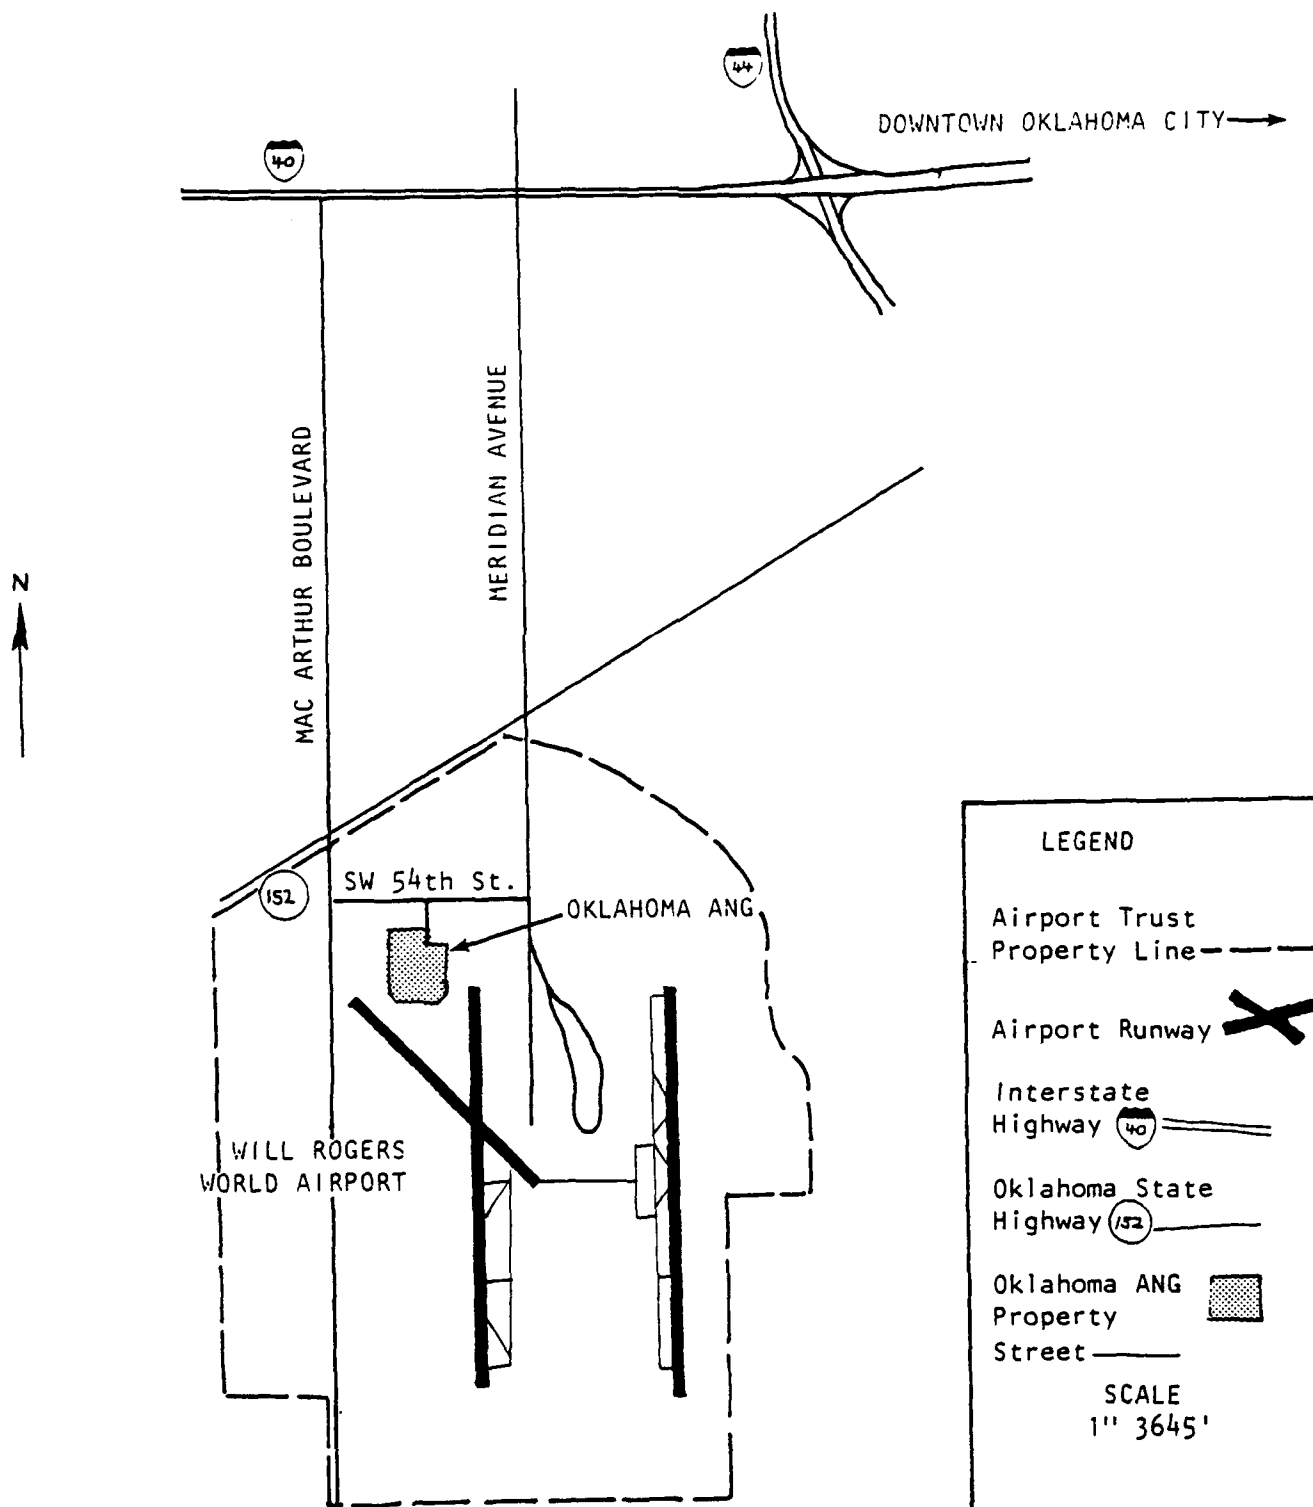 44
DOWNTOWN OKLAHOMA CITY
40
MAC ARTHUR BOULEVARD
MERIDIAN AVENUE
N
152
SW 54th St.
OKLAHOMA ANG
WILL ROGERS
WORLD AIRPORT
LEGEND
Airport Trust
Property Line
Airport Runway
Interstate
Highway 40
Oklahoma State
Highway 152
Oklahoma ANG
Property
Street
SCALE
1" 3645'